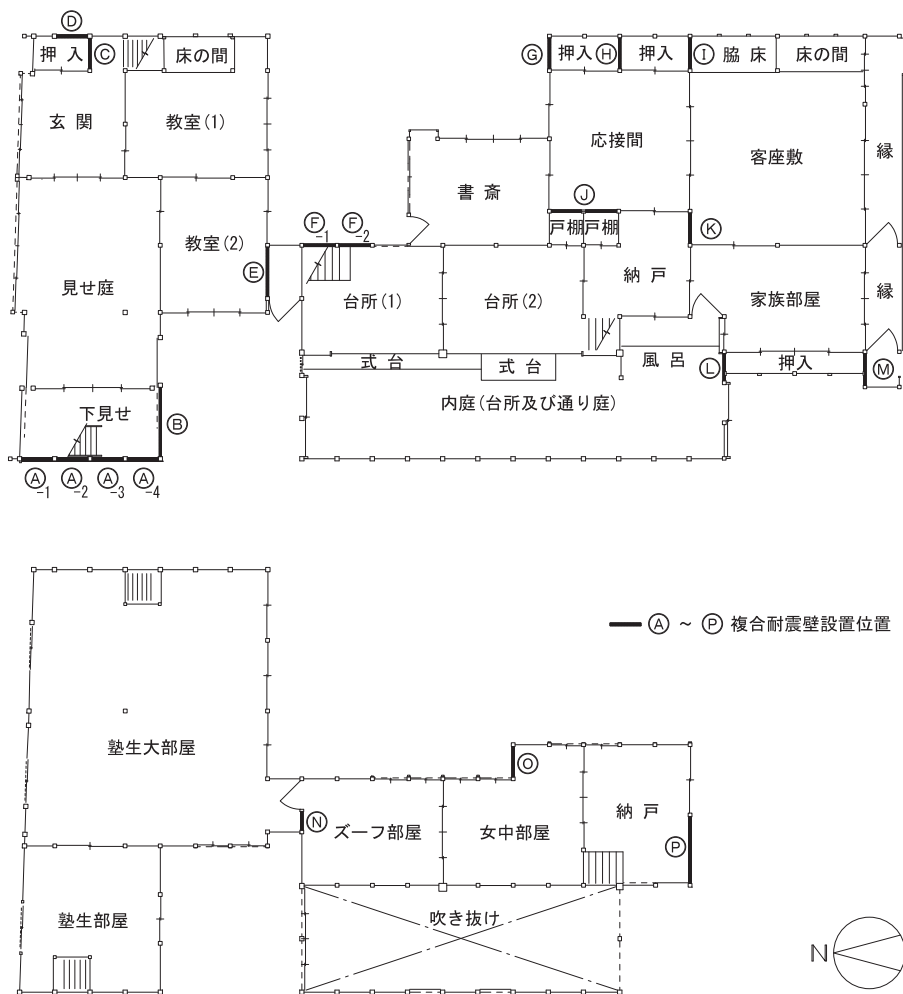 D
押入
C
床の間
G
押入
H
押入
I
脇床
床の間
玄関
教室(1)
応接間
客座敷
縁
書斎
J
戸棚
戸棚
K
F-1
F-2
教室(2)
E
見せ庭
台所(1)
台所(2)
納戸
家族部屋
縁
式台
式台
風呂
L
押入
M
内庭(台所及び通り庭)
下見せ
B
A-1
A-2
A-3
A-4
A ～ P 複合耐震壁設置位置
塾生大部屋
O
N
ズーフ部屋
女中部屋
納戸
P
塾生部屋
吹き抜け
N